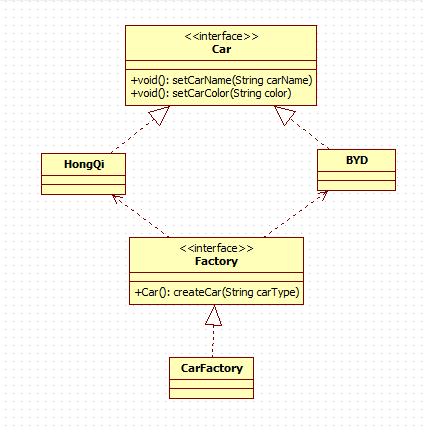 <<interface>>
Car
+void(): setCarName(String carName)
+void(): setCarColor(String color)
HongQi
BYD
<<interface>>
Factory
+Car(): createCar(String carType)
CarFactory